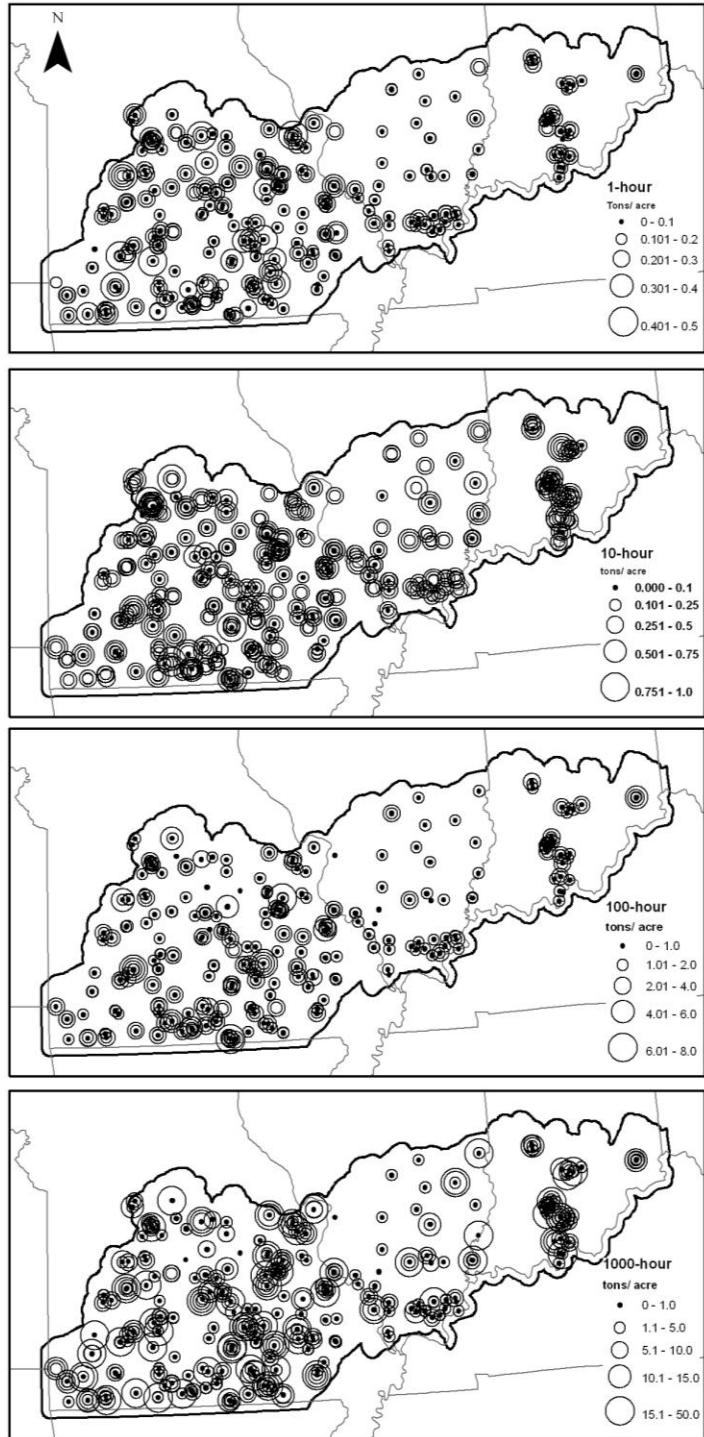 N
1-hour
Tons/ acre
0 - 0.1
0.101 - 0.2
0.201 - 0.3
0.301 - 0.4
0.401 - 0.5
10-hour
tons/ acre
0.000 - 0.1
0.101 - 0.25
0.251 - 0.5
0.501 - 0.75
0.751 - 1.0
100-hour
tons/ acre
0 - 1.0
1.01 - 2.0
2.01 - 4.0
4.01 - 6.0
6.01 - 8.0
1000-hour
tons/ acre
0 - 1.0
1.1 - 5.0
5.1 - 10.0
10.1 - 15.0
15.1 - 50.0